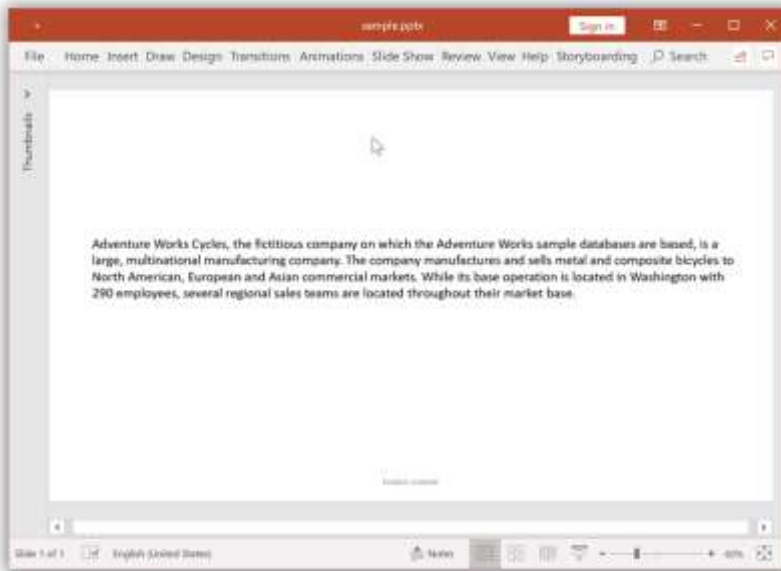 sample.pptx Sign in
File Home Insert Draw Design Transitions Animations Slide Show Review View Help Storyboarding Search
Thumbnails
Adventure Works Cycles, the fictitious company on which the Adventure Works sample databases are based, is a
large, multinational manufacturing company. The company manufactures and sells metal and composite bicycles to
North American, European and Asian commercial markets. While its base operation is located in Washington with
290 employees, several regional sales teams are located throughout their market base.
Slide 1 of 1 English (United States) Notes 60%